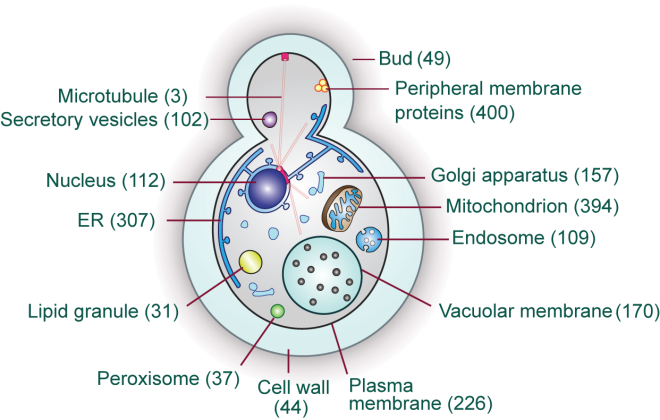 Bud (49)
Microtubule (3)
Peripheral membrane
proteins (400)
Secretory vesicles (102)
Nucleus (112)
Golgi apparatus (157)
Mitochondrion (394)
ER (307)
Endosome (109)
Lipid granule (31)
Vacuolar membrane (170)
Peroxisome (37)
Cell wall
(44)
Plasma
membrane (226)